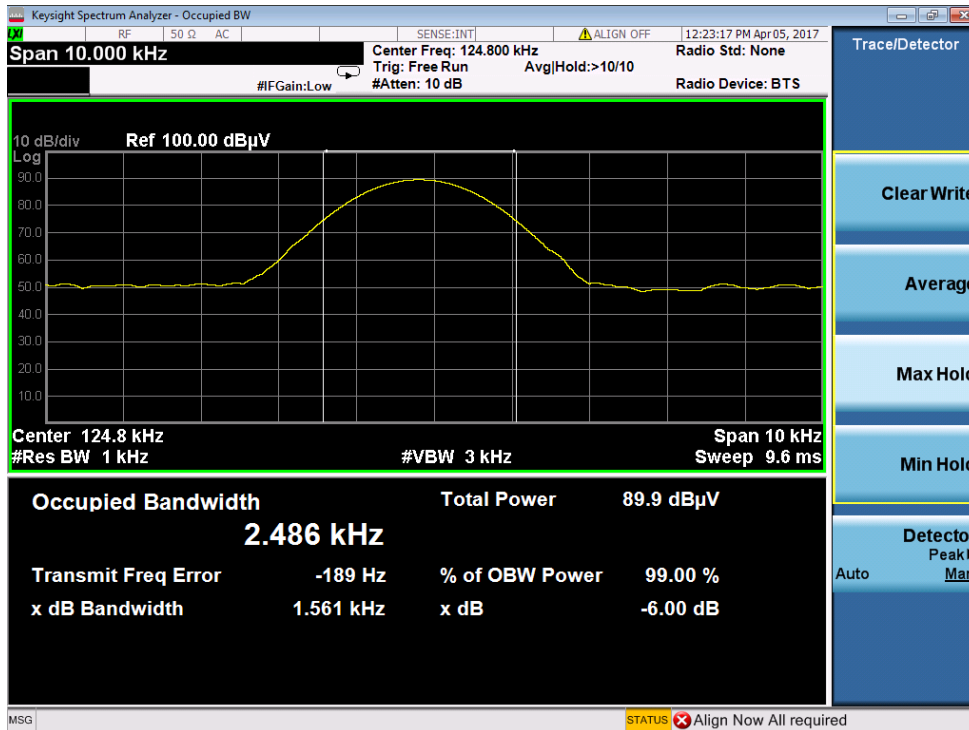 Keysight Spectrum Analyzer - Occupied BW
LXI RF 50 Ω AC SENSE:INT ALIGN OFF 12:23:17 PM Apr 05, 2017
Span 10.000 kHz
Center Freq: 124.800 kHz Radio Std: None
Trig: Free Run Avg|Hold:>10/10
#IFGain:Low #Atten: 10 dB Radio Device: BTS
10 dB/div Ref 100.00 dBµV
Log
90.0
80.0
70.0
60.0
50.0
40.0
30.0
20.0
10.0
Center 124.8 kHz Span 10 kHz
#Res BW 1 kHz #VBW 3 kHz Sweep 9.6 ms
Occupied Bandwidth Total Power 89.9 dBµV
2.486 kHz
Transmit Freq Error -189 Hz % of OBW Power 99.00 %
x dB Bandwidth 1.561 kHz x dB -6.00 dB
Trace/Detector
Clear Write
Average
Max Hold
Min Hold
Detector
Peak
Auto Man
MSG STATUS Align Now All required